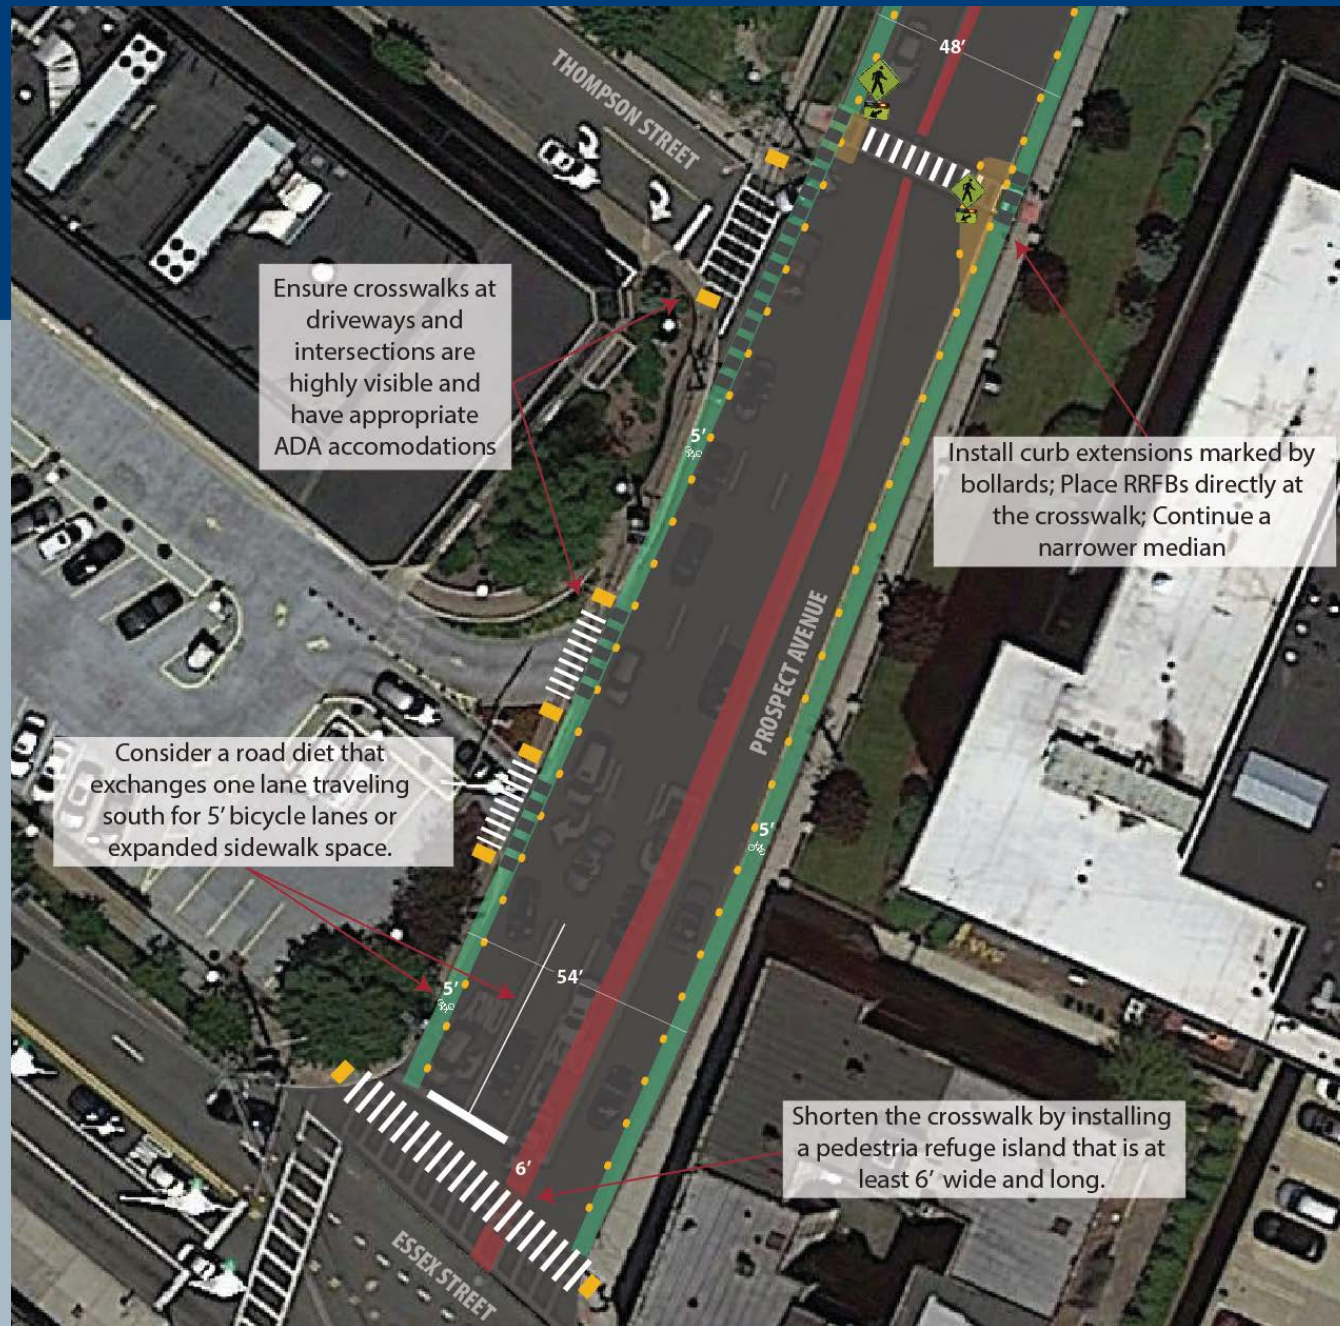 THOMPSON STREET
48’
Ensure crosswalks at
driveways and
intersections are
highly visible and
have appropriate
ADA accomodations
5’
Install curb extensions marked by
bollards; Place RRFBs directly at
the crosswalk; Continue a
narrower median
PROSPECT AVENUE
Consider a road diet that
exchanges one lane traveling
south for 5’ bicycle lanes or
expanded sidewalk space.
5’
54’
5’
Shorten the crosswalk by installing
a pedestria refuge island that is at
least 6’ wide and long.
6’
ESSEX STREET